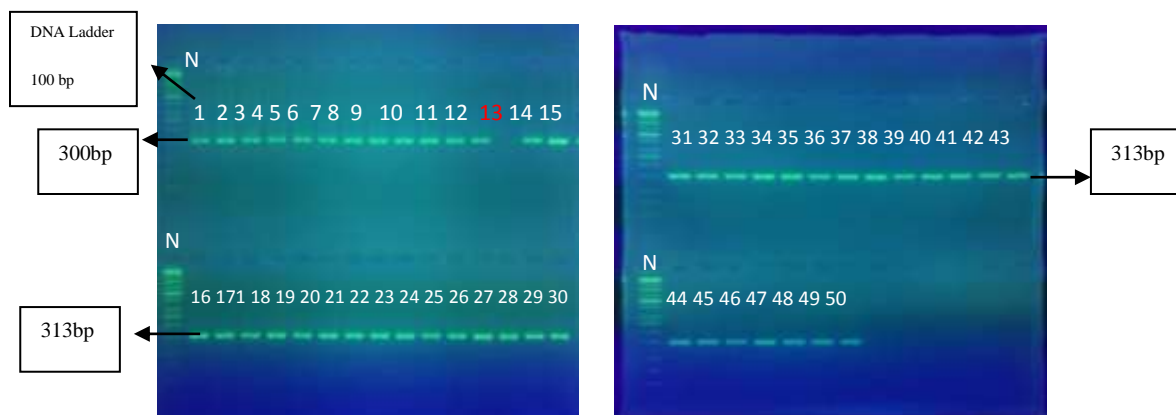 DNA Ladder
100 bp
N
1 2 3 4 5 6 7 8 9 10 11 12 13 14 15
300bp
N
16 171 18 19 20 21 22 23 24 25 26 27 28 29 30
313bp
N
31 32 33 34 35 36 37 38 39 40 41 42 43
313bp
N
44 45 46 47 48 49 50